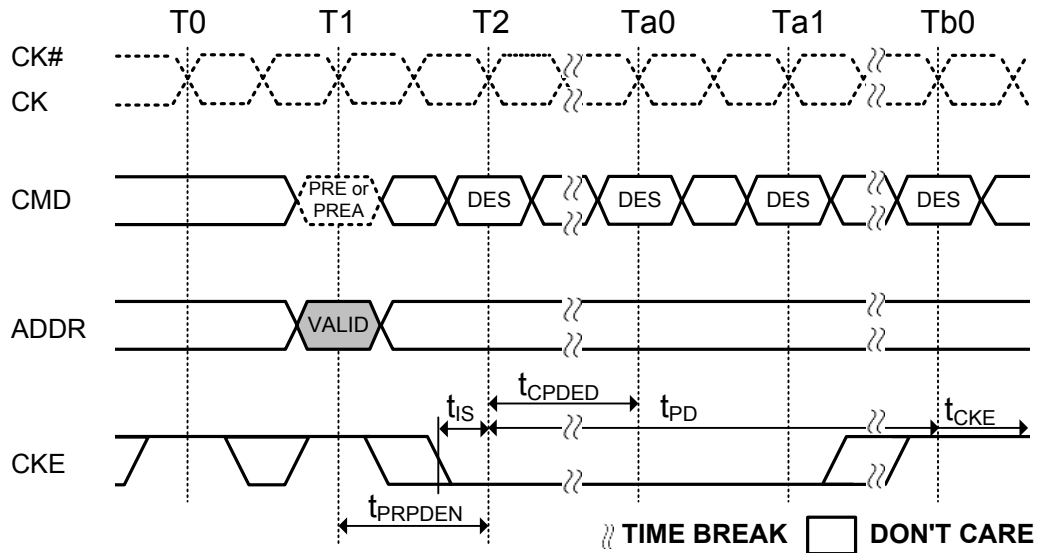 T0 T1 T2 Ta0 Ta1 Tb0
CK#
CK
CMD
PRE or
PREA
DES DES DES DES
ADDR
VALID
tCPDED
tIS tPD tCKE
CKE
tPRPDEN
TIME BREAK DON'T CARE